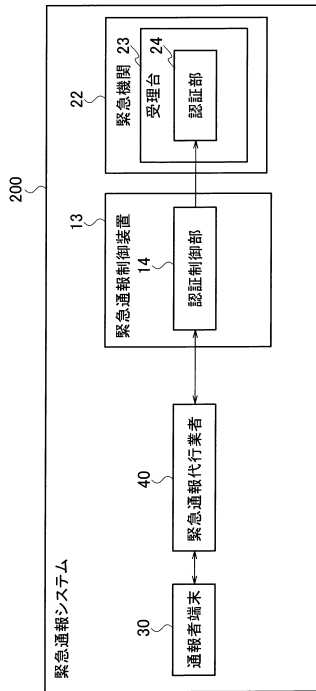 緊急通報システム
200
通報者端末
30
緊急通報代行業者
40
緊急通報制御装置
13
認証制御部
14
緊急機関
22
受理台
23
認証部
24